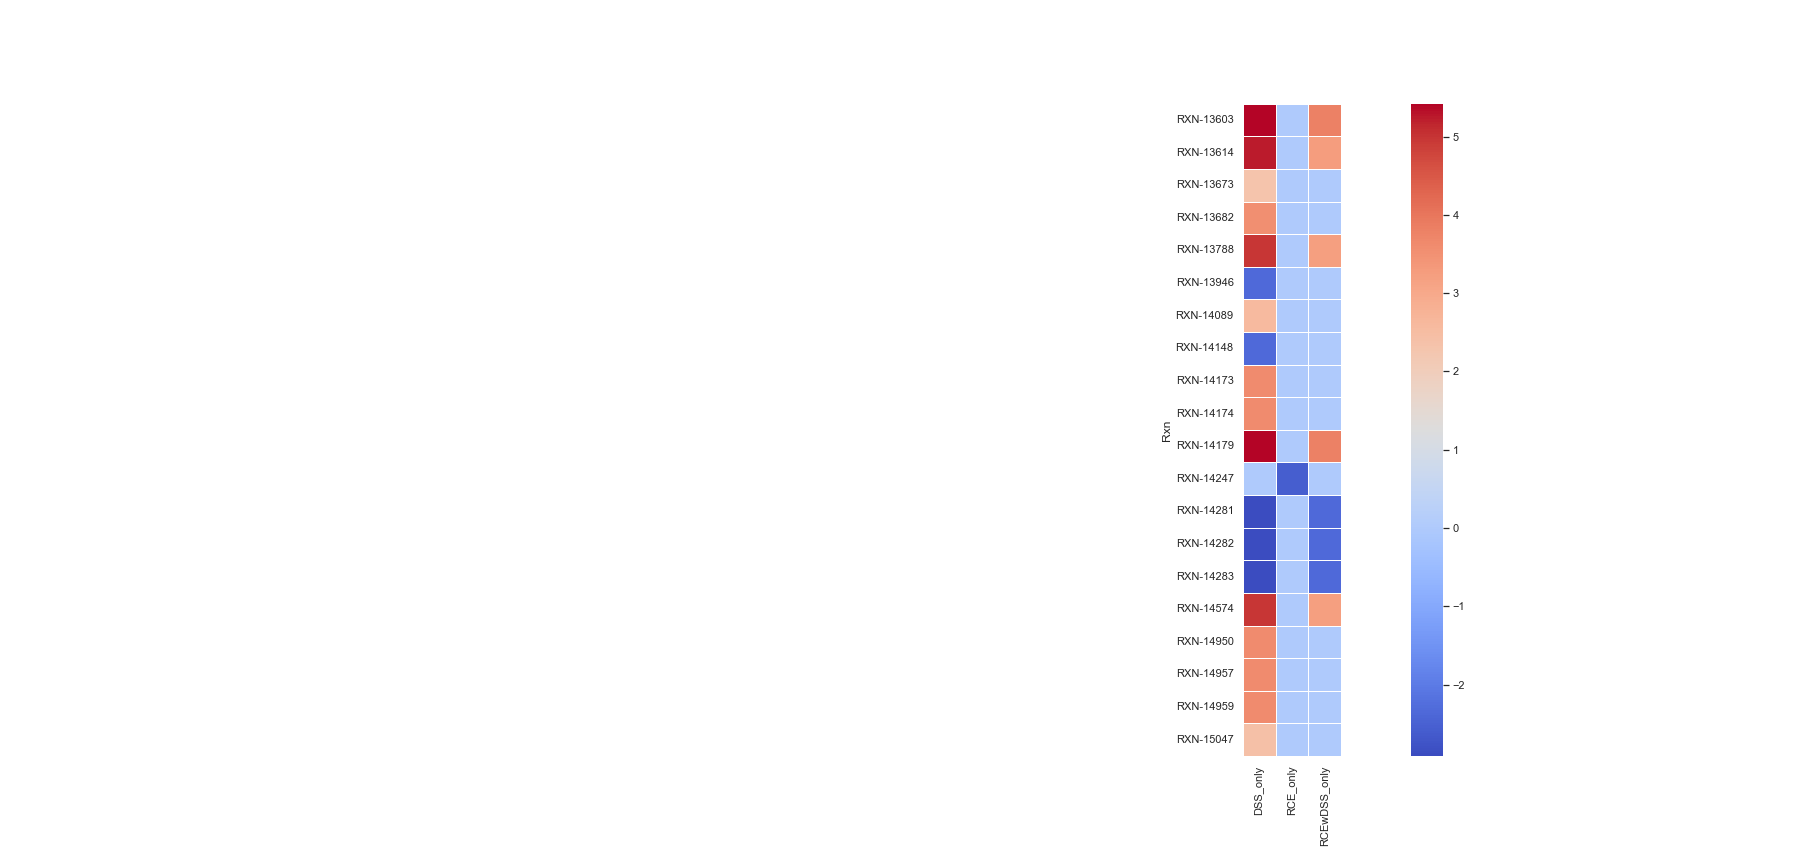 RXN-13603
RXN-13614
RXN-13673
RXN-13682
RXN-13788
RXN-13946
RXN-14089
RXN-14148
RXN-14173
RXN-14174
RXN-14179
RXN-14247
RXN-14281
RXN-14282
RXN-14283
RXN-14574
RXN-14950
RXN-14957
RXN-14959
RXN-15047
Rxn
DSS_only
RCE_only
RCEwDSS_only
5
4
3
2
1
0
−1
−2